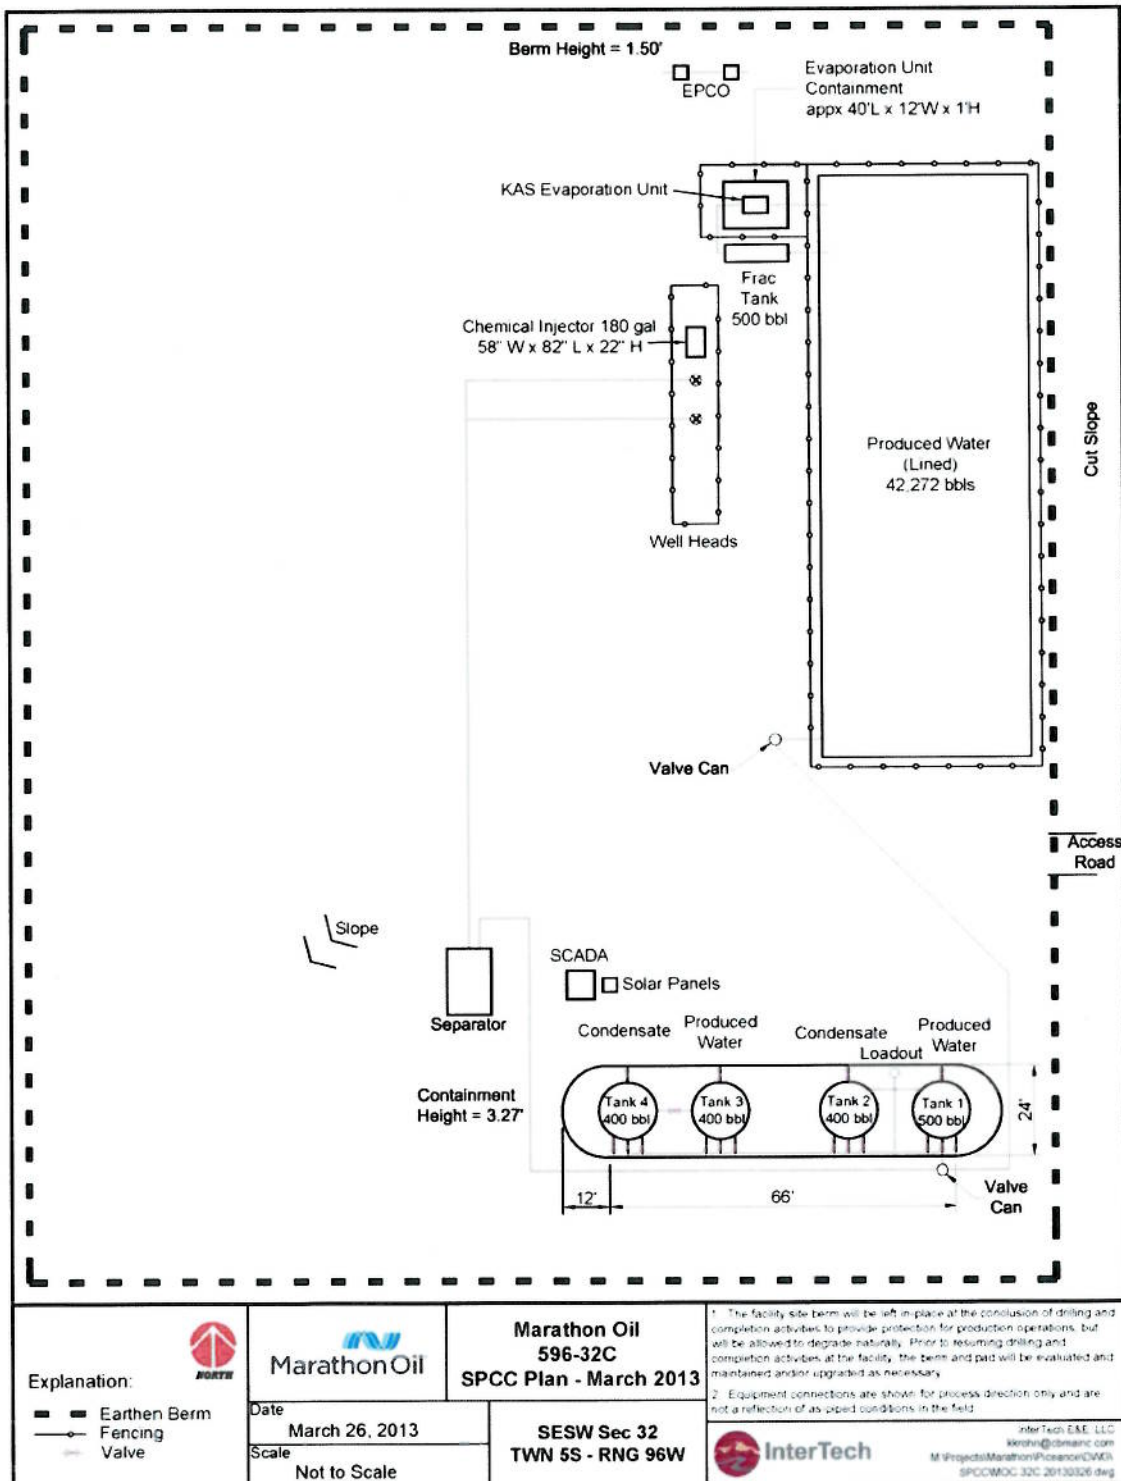 Berm Height = 1.50'
EPCO
Evaporation Unit
Containment
appx 40'L x 12'W x 1'H
KAS Evaporation Unit
Frac
Tank
500 bbl
Chemical Injector 180 gal
58" W x 82" L x 22" H
Produced Water
(Lined)
42,272 bbls
Cut Slope
Well Heads
Valve Can
Access
Road
Slope
SCADA
Solar Panels
Separator
Condensate
Produced
Water
Condensate
Loadout
Produced
Water
Containment
Height = 3.27'
Tank 4
400 bbl
Tank 3
400 bbl
Tank 2
400 bbl
Tank 1
500 bbl
24'
12'
66'
Valve
Can
Explanation:
NORTH
Earthen Berm
Fencing
Valve
Marathon Oil
Date
March 26, 2013
Scale
Not to Scale
Marathon Oil
596-32C
SPCC Plan - March 2013
SESW Sec 32
TWN 5S - RNG 96W
1. The facility site berm will be left in-place at the conclusion of drilling and
completion activities to provide protection for production operations, but
will be allowed to degrade naturally. Prior to resuming drilling and
completion activities at the facility, the berm and pad will be evaluated and
maintained and/or upgraded as necessary.
2. Equipment connections are shown for process direction only and are
not a reflection of as-piped conditions in the field.
InterTech
InterTech E&E, LLC